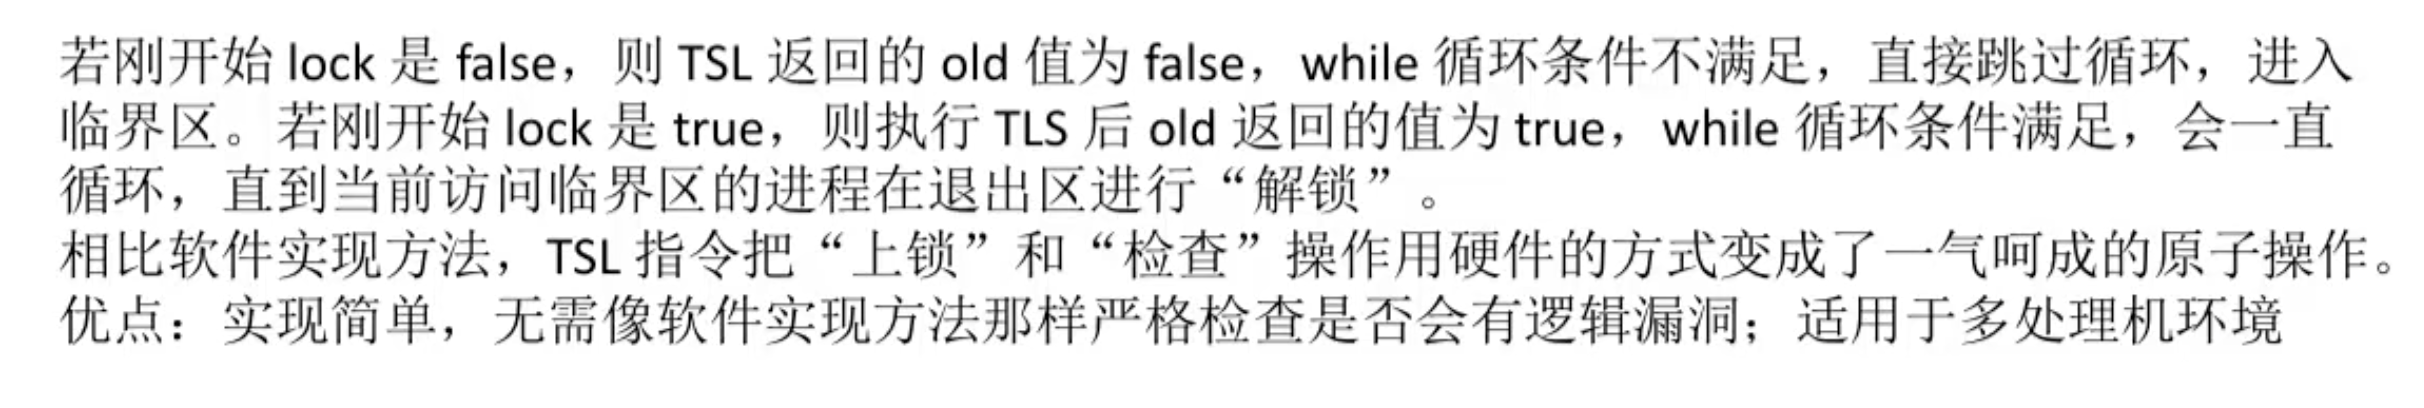 若刚开始 lock 是 false，则 TSL 返回的 old 值为 false，while 循环条件不满足，直接跳过循环，进入
临界区。若刚开始 lock 是 true，则执行 TLS 后 old 返回的值为 true，while 循环条件满足，会一直
循环，直到当前访问临界区的进程在退出区进行“解锁”。
相比软件实现方法，TSL 指令把“上锁”和“检查”操作用硬件的方式变成了一气呵成的原子操作。
优点：实现简单，无需像软件实现方法那样严格检查是否会有逻辑漏洞；适用于多处理机环境